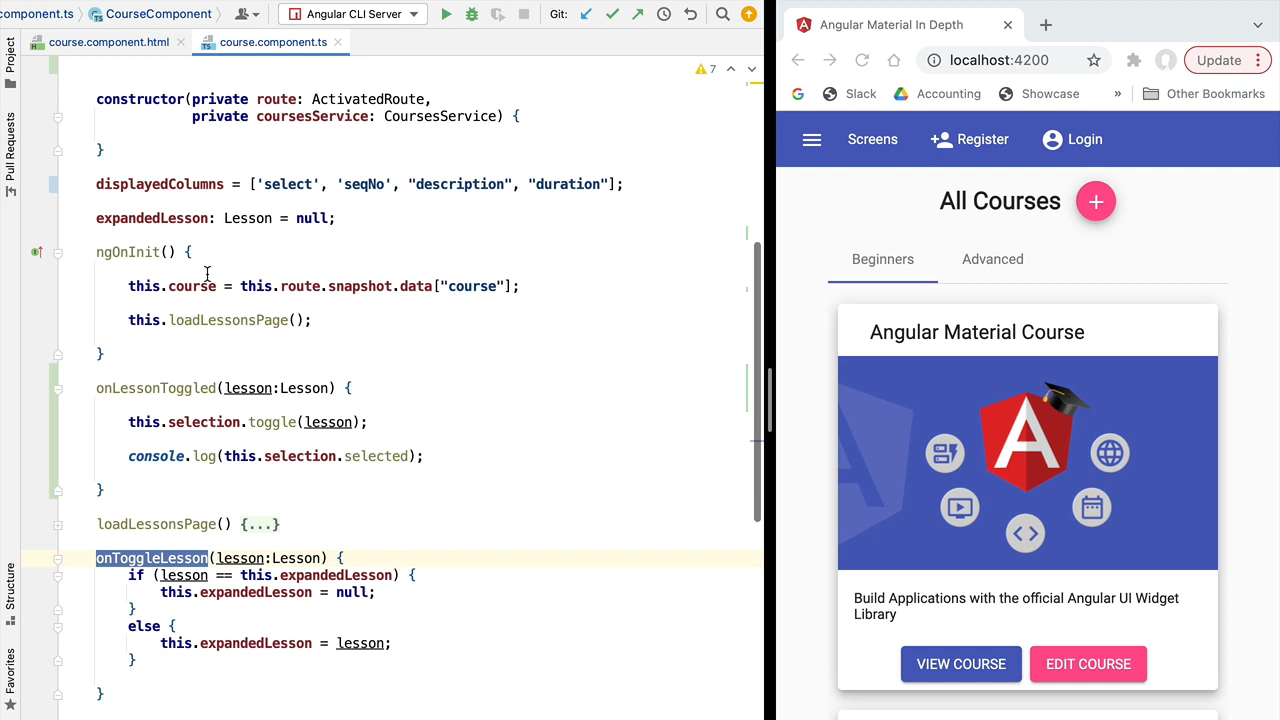 component.ts
CourseComponent
Angular CLI Server
Git:
course.component.html
course.component.ts
Project
Pull Requests
Structure
Favorites
7
constructor(private route: ActivatedRoute,
private coursesService: CoursesService) {
}
displayedColumns = ['select', 'seqNo', "description", "duration"];
expandedLesson: Lesson = null;
ngOnInit() {
this.course = this.route.snapshot.data["course"];
this.loadLessonsPage();
}
onLessonToggled(lesson:Lesson) {
this.selection.toggle(lesson);
console.log(this.selection.selected);
}
loadLessonsPage() {...}
onToggleLesson(lesson:Lesson) {
if (lesson == this.expandedLesson) {
this.expandedLesson = null;
}
else {
this.expandedLesson = lesson;
}
}
Angular Material In Depth
localhost:4200
Update
Slack
Accounting
Showcase
»
Other Bookmarks
Screens
Register
Login
All Courses
Beginners
Advanced
Angular Material Course
Build Applications with the official Angular UI Widget
Library
VIEW COURSE
EDIT COURSE